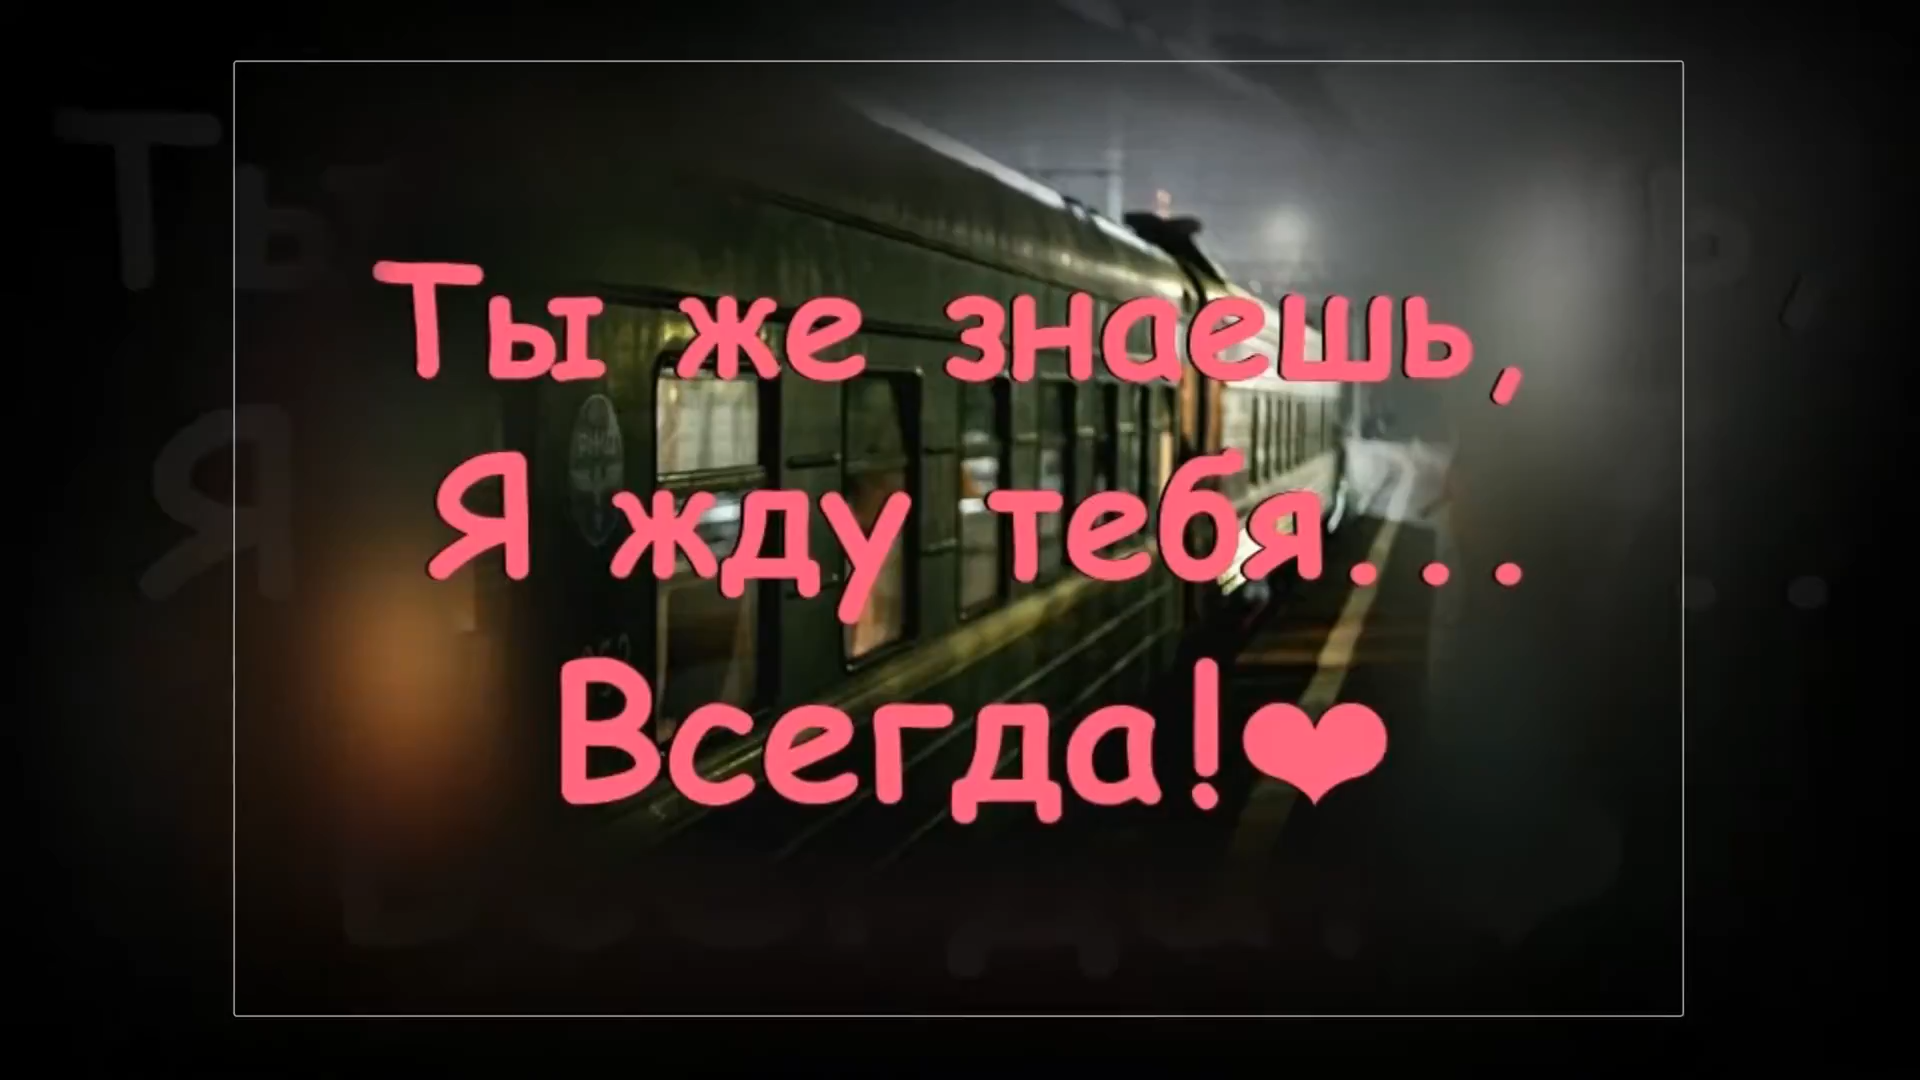 Ты же знаешь,
Я жду тебя...
Всегда!❤